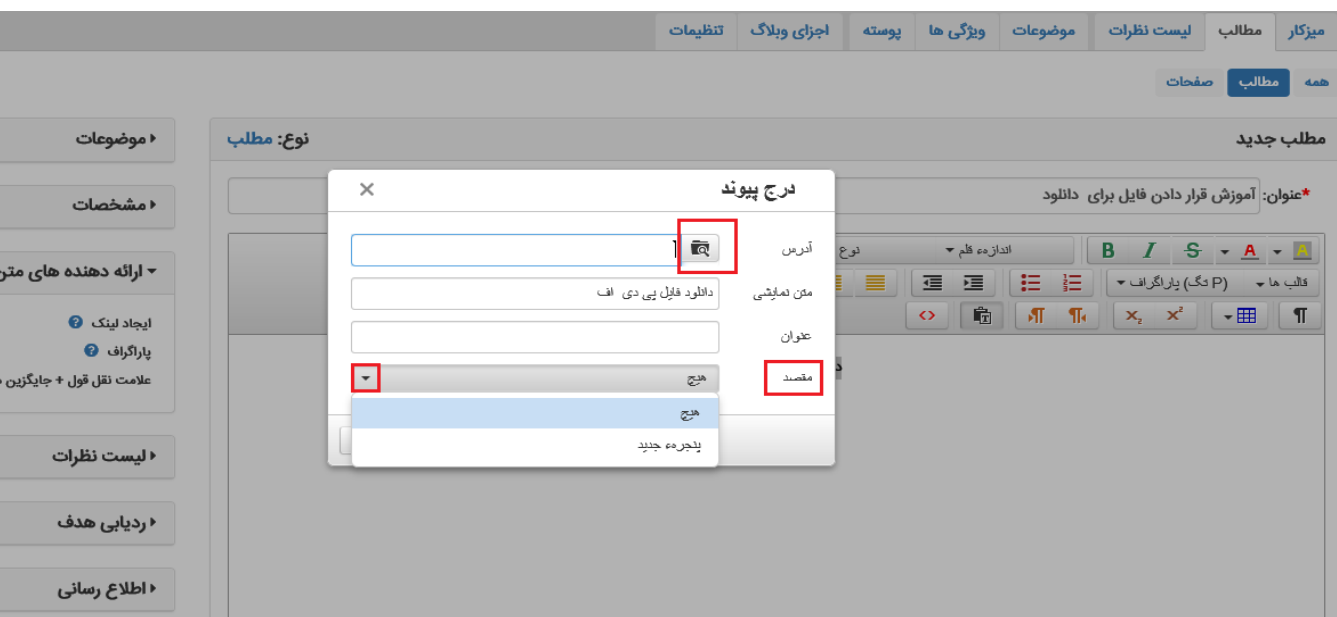 میزکار مطالب لیست نظرات موضوعات ویژگی ها پوسته اجزای وبلاگ تنظیمات
همه مطالب صفحات
مطلب جدید
نوع: مطلب
*عنوان: آموزش قرار دادن فایل برای دانلود
B I S A A اندازهء قلم نوع
قالب ها (P تگ) پاراگراف
درج پیوند
آدرس
متن نمایشی دانلود فایل پی دی اف
عنوان
مقصد هیچ
هیچ
پنجرهء جدید
موضوعات
مشخصات
ارائه دهنده های متن
ایجاد لینک
پاراگراف
علامت نقل قول + جایگزین
لیست نظرات
ردیابی هدف
اطلاع رسانی